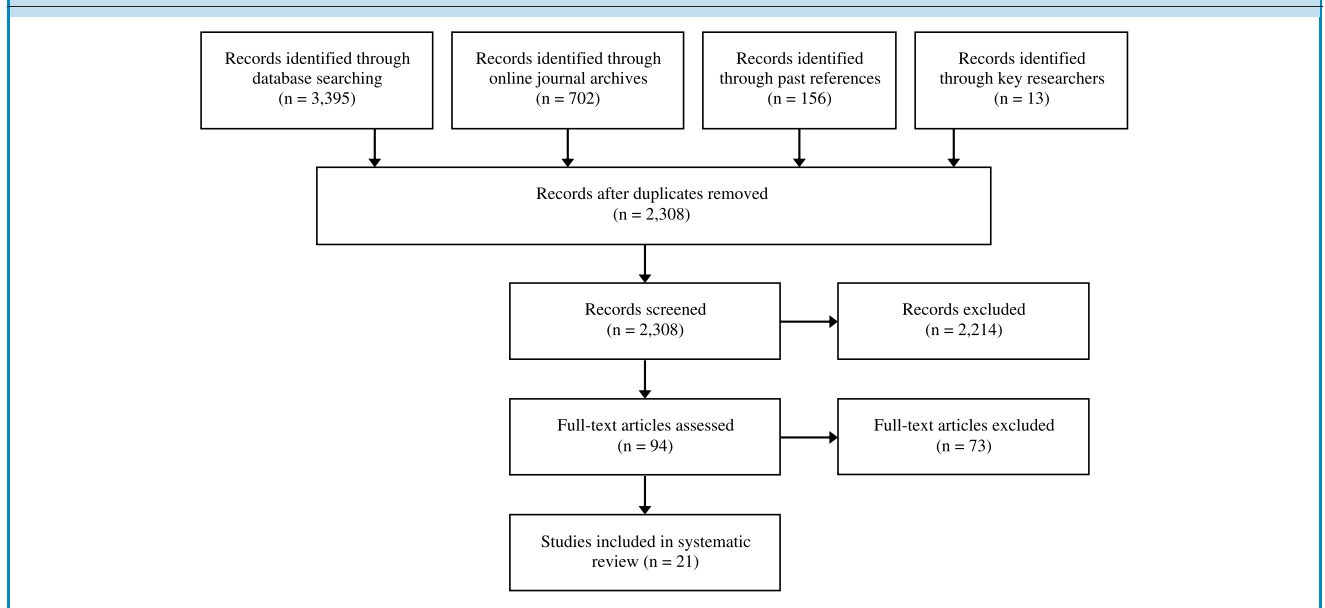 Records identified through
database searching
(n = 3,395)
Records identified through
online journal archives
(n = 702)
Records identified
through past references
(n = 156)
Records identified
through key researchers
(n = 13)
Records after duplicates removed
(n = 2,308)
Records screened
(n = 2,308)
Records excluded
(n = 2,214)
Full-text articles assessed
(n = 94)
Full-text articles excluded
(n = 73)
Studies included in systematic
review (n = 21)